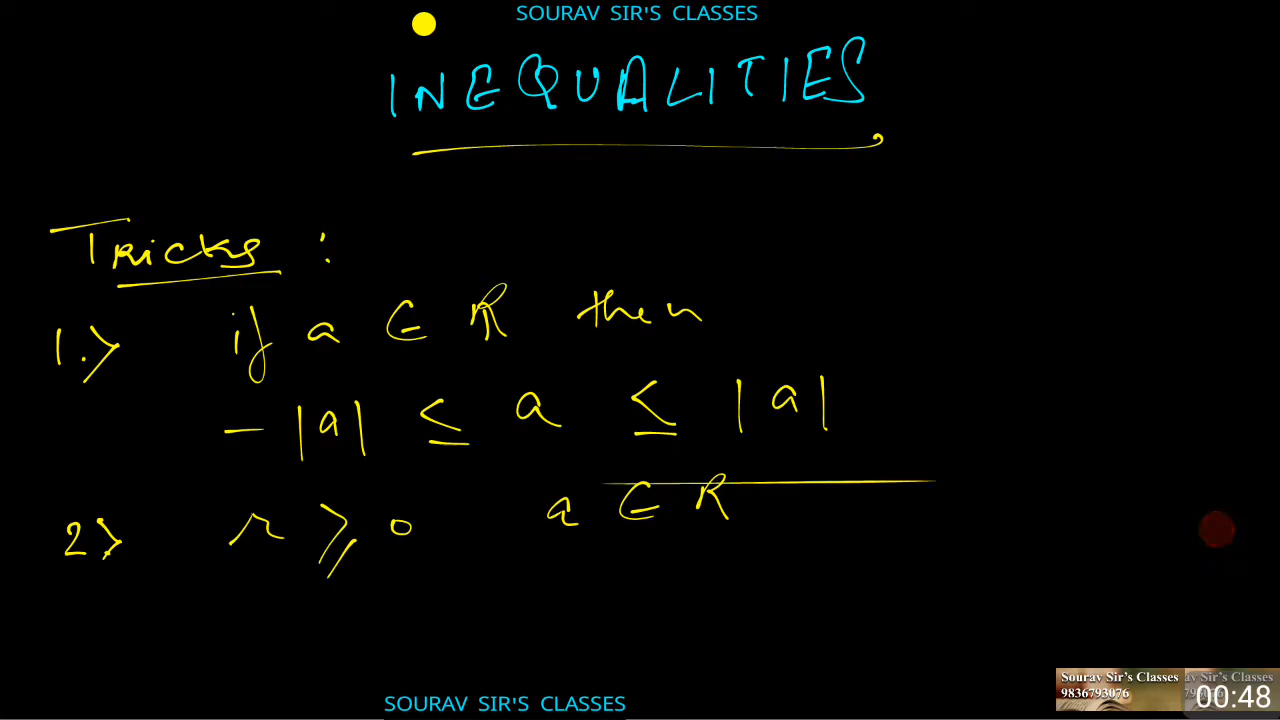 SOURAV SIR'S CLASSES
INEQUALITIES
Tricks :
1.> if a ∈ R then
-|a| ≤ a ≤ |a|
2> r ⩾ 0 a ∈ R
Sourav Sir's Classes
9836793076
00:48
SOURAV SIR'S CLASSES